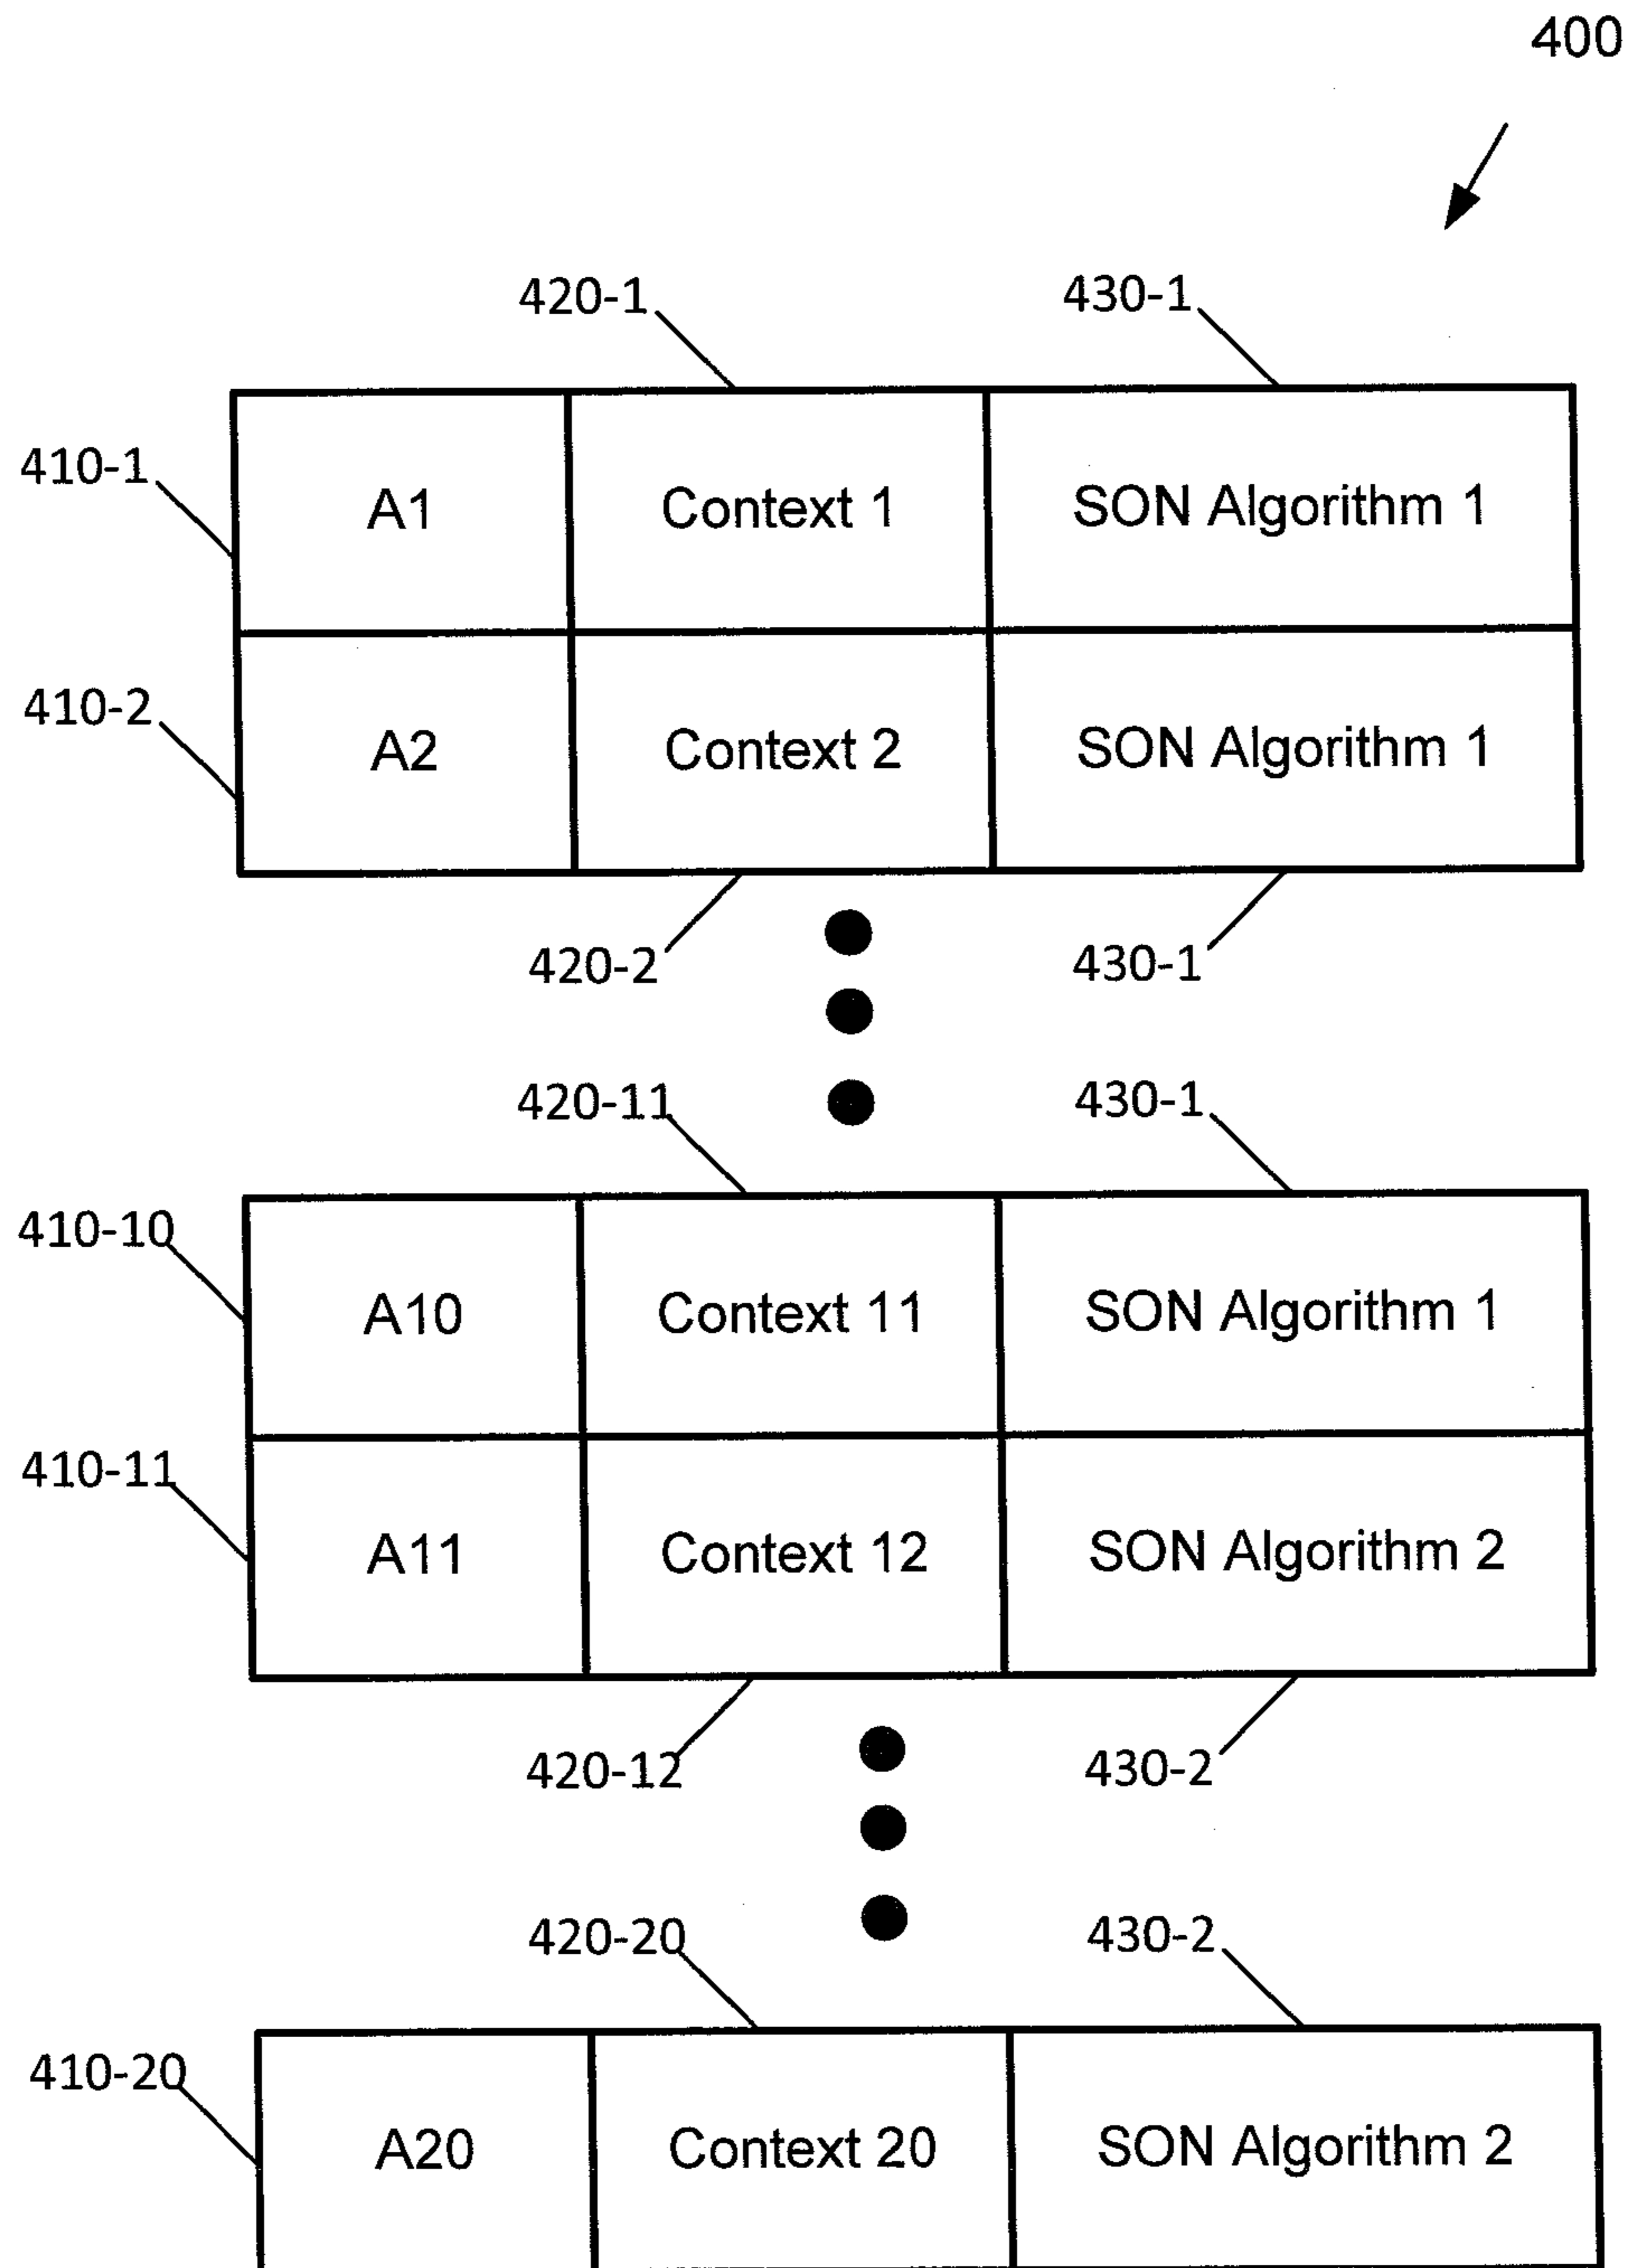 400
420-1 430-1
410-1
A1 Context 1 SON Algorithm 1
410-2
A2 Context 2 SON Algorithm 1
420-2 430-1
420-11 430-1
410-10
A10 Context 11 SON Algorithm 1
410-11
A11 Context 12 SON Algorithm 2
420-12 430-2
420-20 430-2
410-20
A20 Context 20 SON Algorithm 2